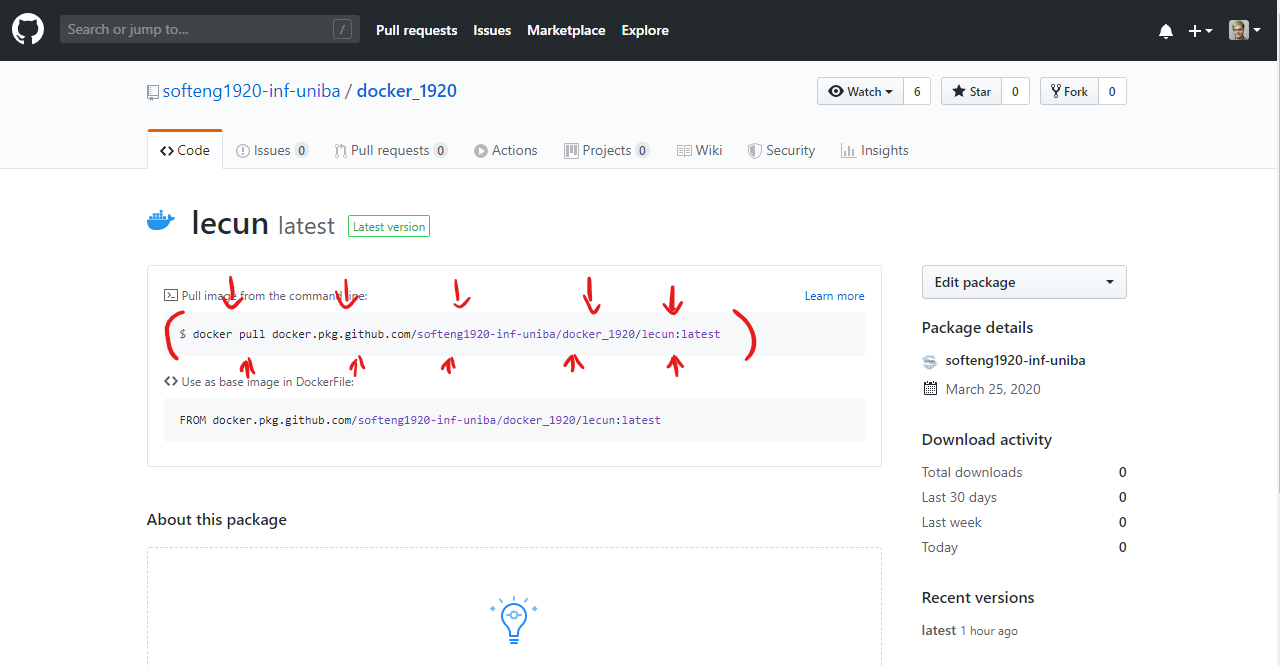 Search or jump to... /
Pull requests Issues Marketplace Explore
softeng1920-inf-uniba / docker_1920
Watch 6 Star 0 Fork 0
Code Issues 0 Pull requests 0 Actions Projects 0 Wiki Security Insights
lecun latest Latest version
Pull image from the command line: Learn more
$ docker pull docker.pkg.github.com/softeng1920-inf-uniba/docker_1920/lecun:latest
Use as base image in DockerFile:
FROM docker.pkg.github.com/softeng1920-inf-uniba/docker_1920/lecun:latest
About this package
Edit package
Package details
softeng1920-inf-uniba
March 25, 2020
Download activity
Total downloads 0
Last 30 days 0
Last week 0
Today 0
Recent versions
latest 1 hour ago